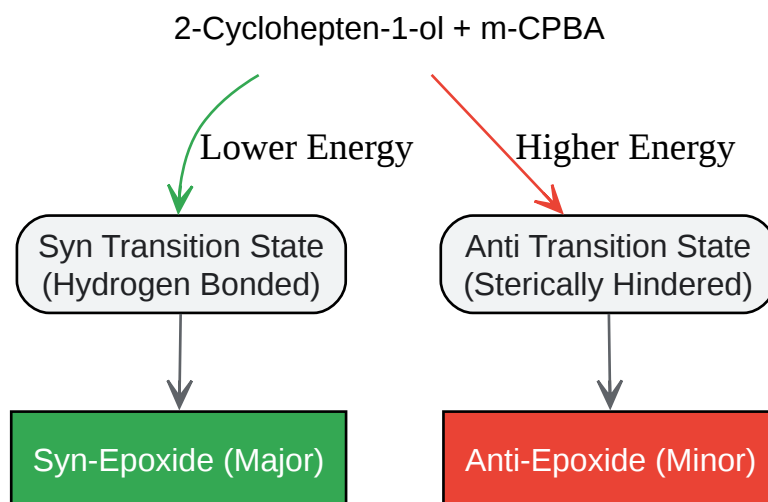 2-Cyclohepten-1-ol + m-CPBA
Lower Energy
Higher Energy
Syn Transition State
(Hydrogen Bonded)
Anti Transition State
(Sterically Hindered)
Syn-Epoxide (Major)
Anti-Epoxide (Minor)